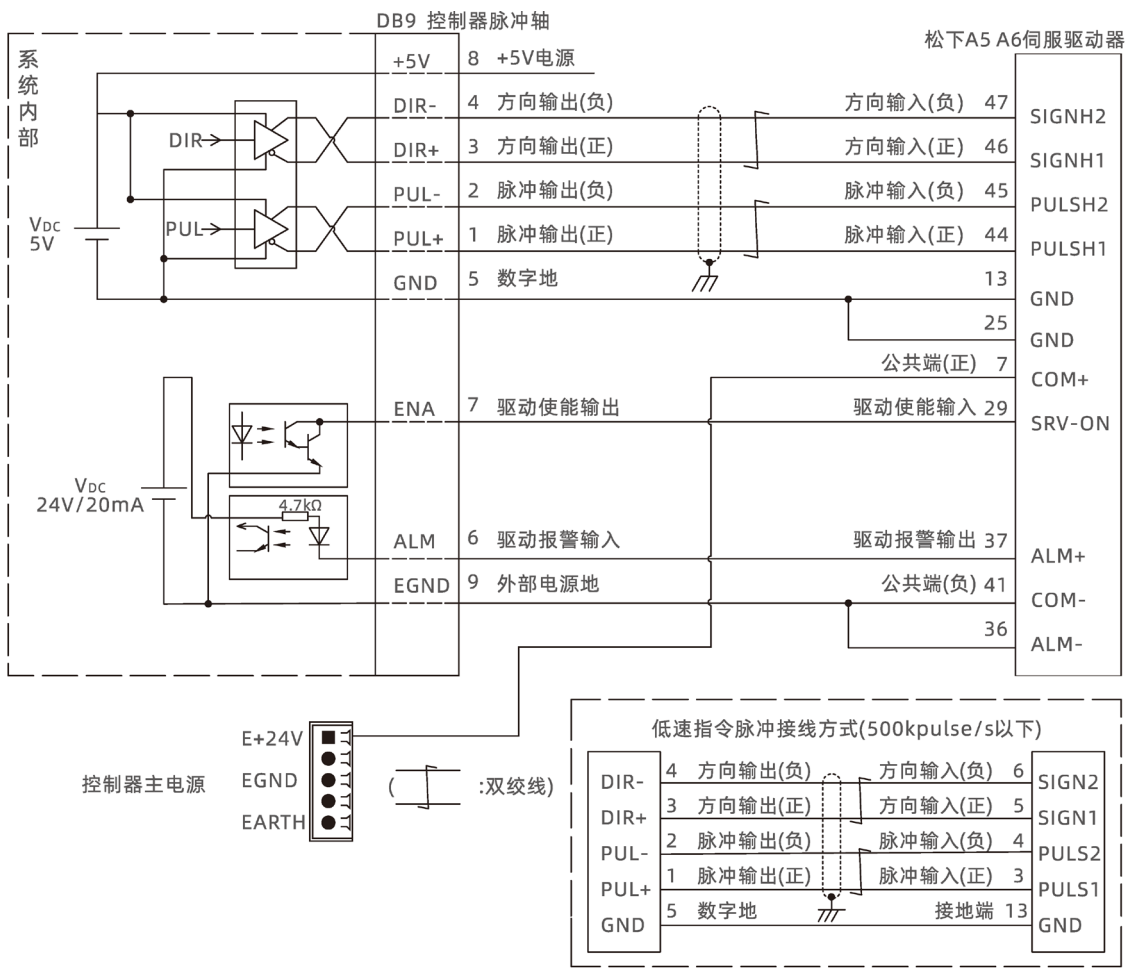 DB9 控制器脉冲轴
松下A5 A6伺服驱动器
系统内部
+5V 8 +5V电源
DIR- 4 方向输出(负) 方向输入(负) 47 SIGNH2
DIR
DIR+ 3 方向输出(正) 方向输入(正) 46 SIGNH1
PUL- 2 脉冲输出(负) 脉冲输入(负) 45 PULSH2
VDC
5V
PUL
PUL+ 1 脉冲输出(正) 脉冲输入(正) 44 PULSH1
GND 5 数字地 13 GND
25 GND
公共端(正) 7 COM+
ENA 7 驱动使能输出 驱动使能输入 29 SRV-ON
VDC
24V/20mA
4.7kΩ
ALM 6 驱动报警输入 驱动报警输出 37 ALM+
EGND 9 外部电源地 公共端(负) 41 COM-
36 ALM-
控制器主电源
E+24V
EGND
EARTH
( :双绞线)
低速指令脉冲接线方式(500kpulse/s以下)
DIR- 4 方向输出(负) 方向输入(负) 6 SIGN2
DIR+ 3 方向输出(正) 方向输入(正) 5 SIGN1
PUL- 2 脉冲输出(负) 脉冲输入(负) 4 PULS2
PUL+ 1 脉冲输出(正) 脉冲输入(正) 3 PULS1
GND 5 数字地 接地端 13 GND